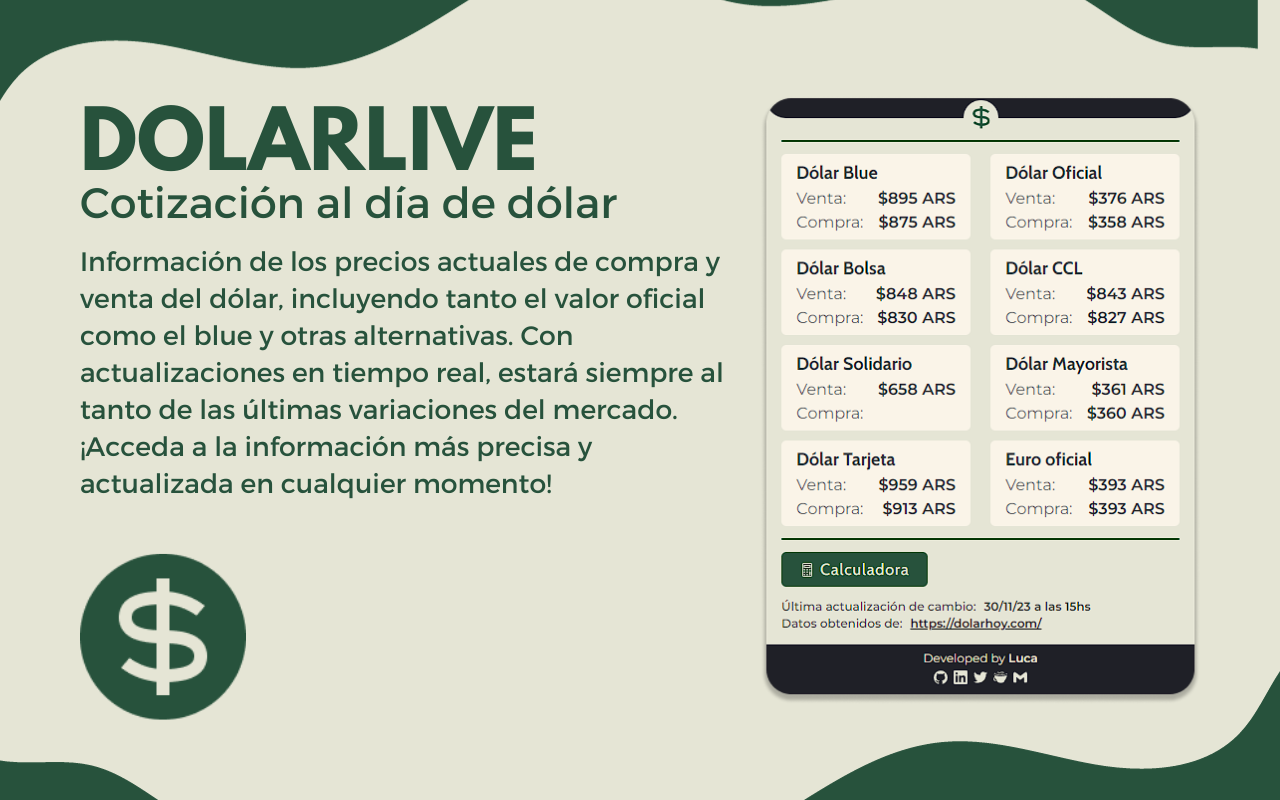 DOLARLIVE
Cotización al día de dólar
Información de los precios actuales de compra y
venta del dólar, incluyendo tanto el valor oficial
como el blue y otras alternativas. Con
actualizaciones en tiempo real, estará siempre al
tanto de las últimas variaciones del mercado.
¡Acceda a la información más precisa y
actualizada en cualquier momento!
$
$
Dólar Blue
Venta: $895 ARS
Compra: $875 ARS
Dólar Oficial
Venta: $376 ARS
Compra: $358 ARS
Dólar Bolsa
Venta: $848 ARS
Compra: $830 ARS
Dólar CCL
Venta: $843 ARS
Compra: $827 ARS
Dólar Solidario
Venta: $658 ARS
Compra:
Dólar Mayorista
Venta: $361 ARS
Compra: $360 ARS
Dólar Tarjeta
Venta: $959 ARS
Compra: $913 ARS
Euro oficial
Venta: $393 ARS
Compra: $393 ARS
Calculadora
Última actualización de cambio: 30/11/23 a las 15hs
Datos obtenidos de: https://dolarhoy.com/
Developed by Luca